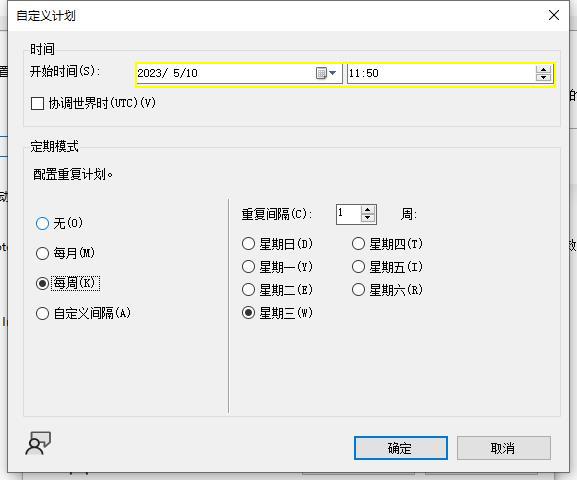 自定义计划
时间
开始时间(S):
2023/ 5/10
11:50
协调世界时(UTC)(V)
定期模式
配置重复计划。
无(O)
每月(M)
每周(K)
自定义间隔(A)
重复间隔(C):
1
周:
星期日(D)
星期四(T)
星期一(Y)
星期五(I)
星期二(E)
星期六(R)
星期三(W)
确定
取消